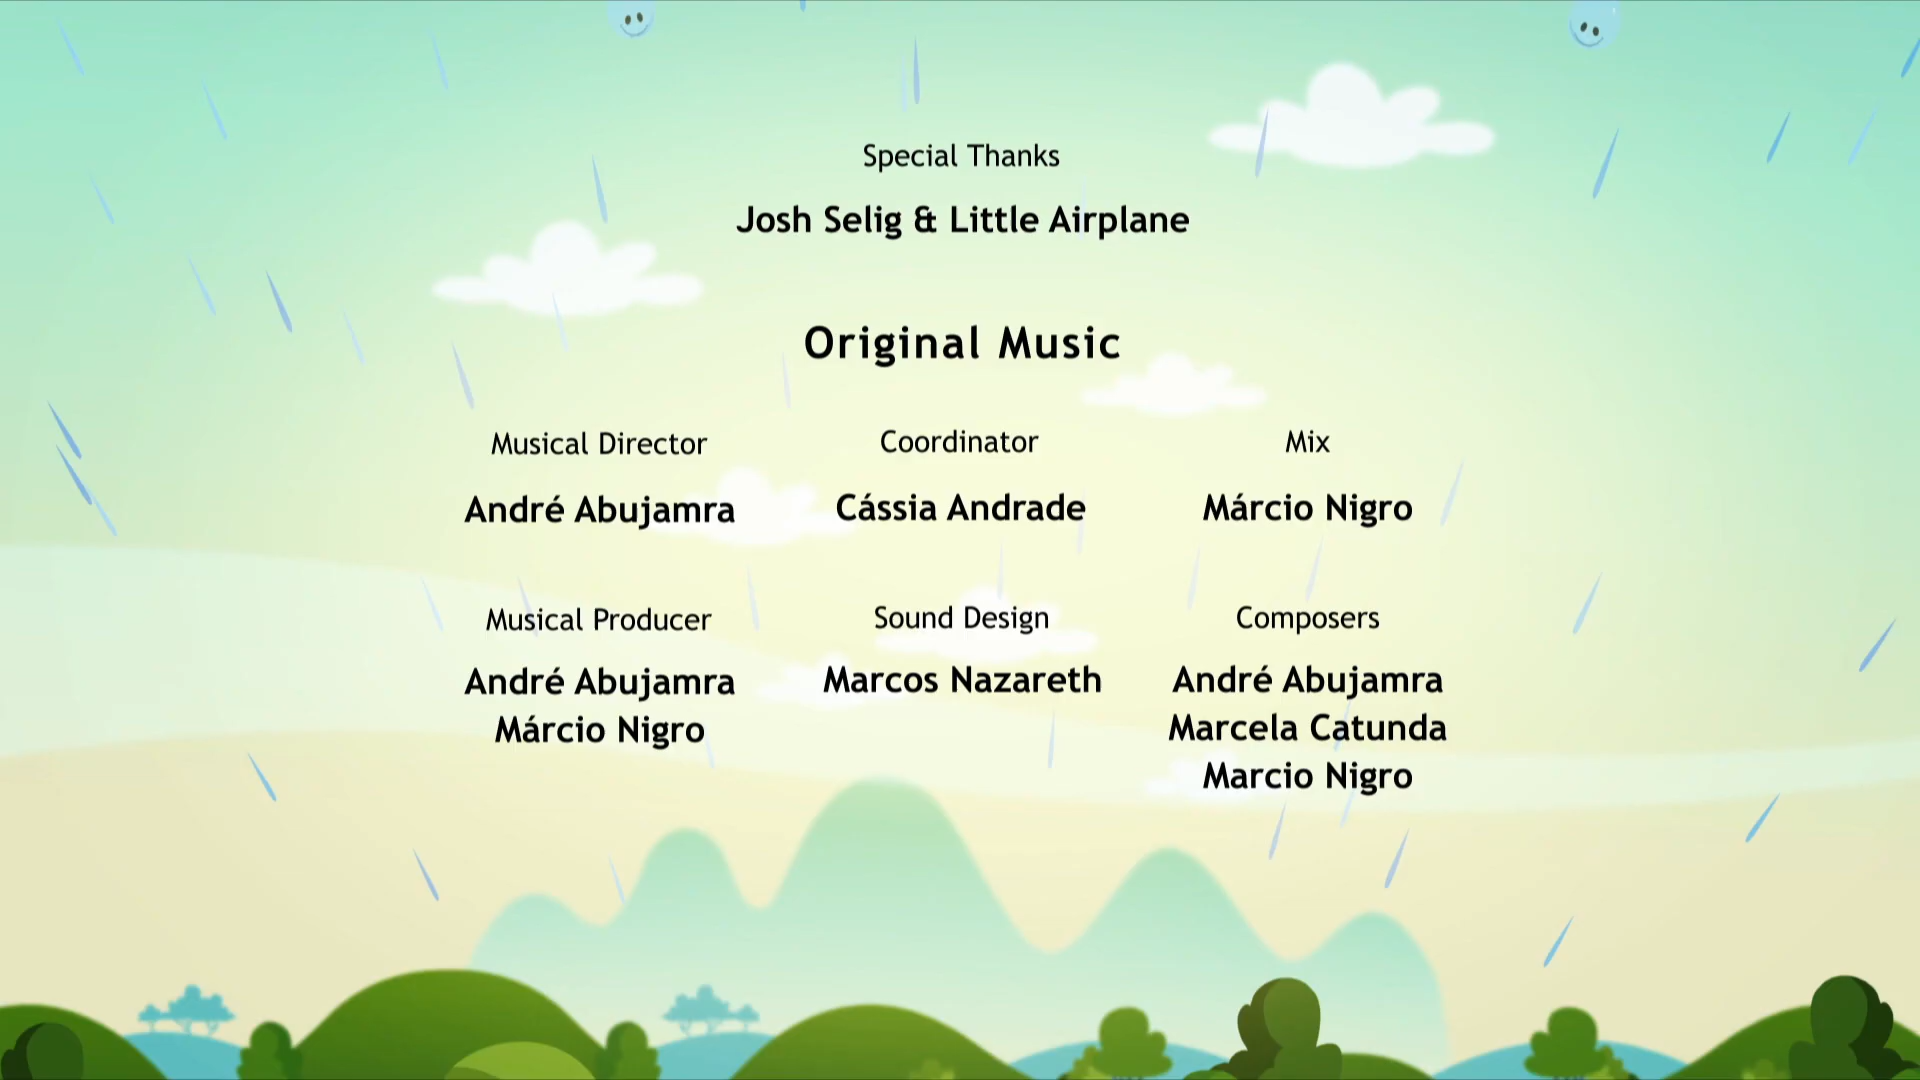 Special Thanks
Josh Selig & Little Airplane
Original Music
Musical Director
André Abujamra
Coordinator
Cássia Andrade
Mix
Márcio Nigro
Musical Producer
André Abujamra
Márcio Nigro
Sound Design
Marcos Nazareth
Composers
André Abujamra
Marcela Catunda
Marcio Nigro